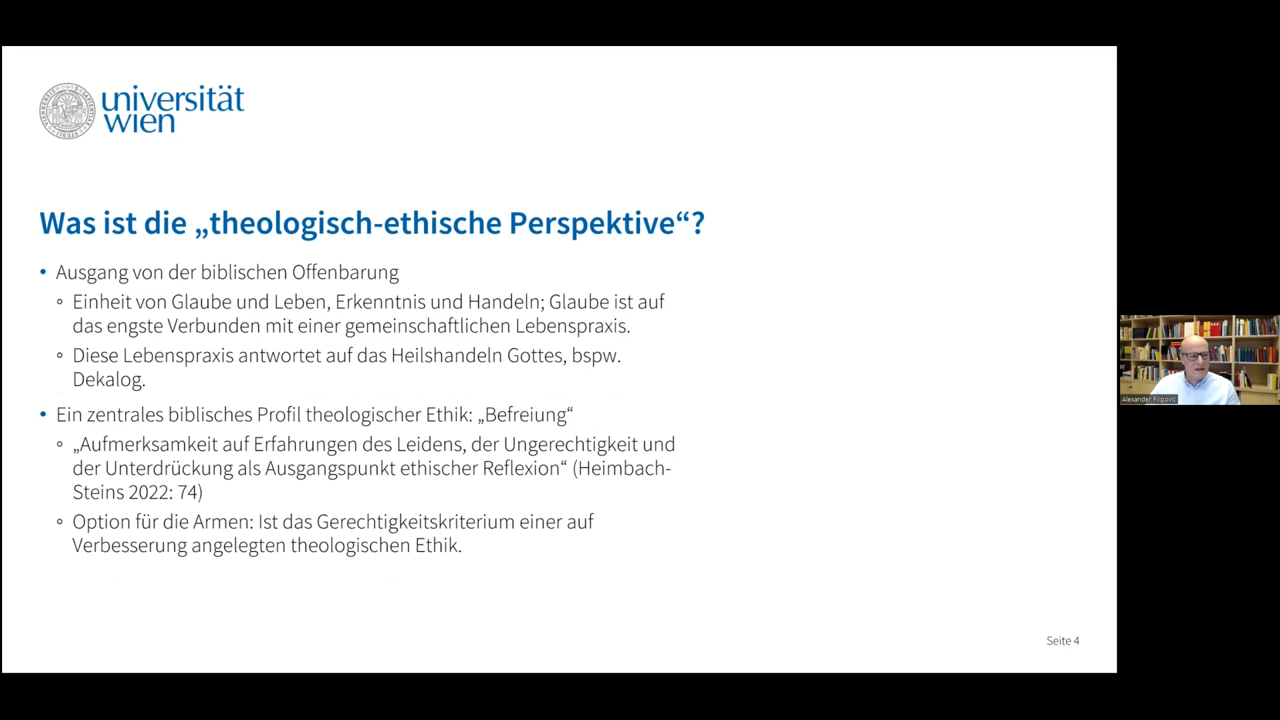 universität
wien
Was ist die „theologisch-ethische Perspektive“?
• Ausgang von der biblischen Offenbarung
∘ Einheit von Glaube und Leben, Erkenntnis und Handeln; Glaube ist auf
das engste Verbunden mit einer gemeinschaftlichen Lebenspraxis.
∘ Diese Lebenspraxis antwortet auf das Heilshandeln Gottes, bspw.
Dekalog.
• Ein zentrales biblisches Profil theologischer Ethik: „Befreiung“
∘ „Aufmerksamkeit auf Erfahrungen des Leidens, der Ungerechtigkeit und
der Unterdrückung als Ausgangspunkt ethischer Reflexion“ (Heimbach-
Steins 2022: 74)
∘ Option für die Armen: Ist das Gerechtigkeitskriterium einer auf
Verbesserung angelegten theologischen Ethik.
Seite 4
Alexander Filipovic